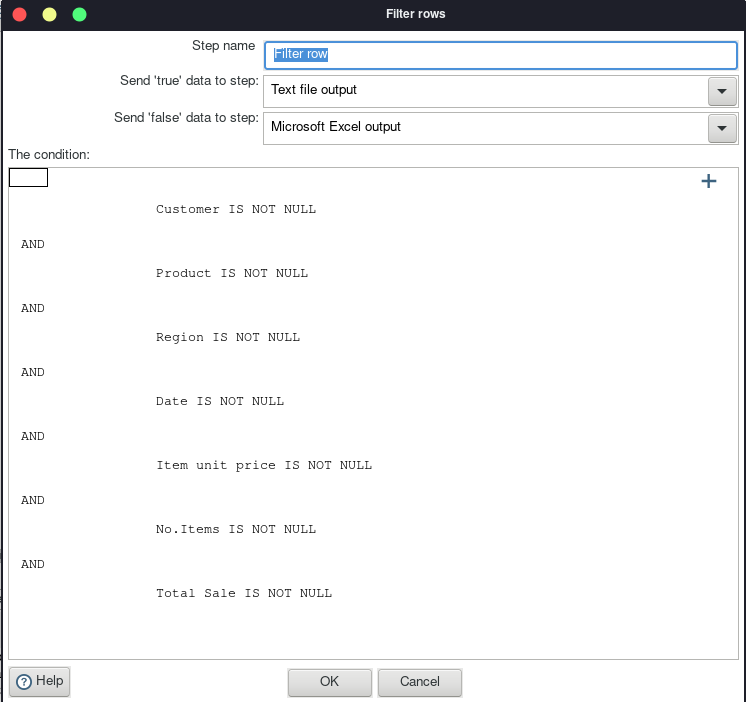 Filter rows
Step name Filter row
Send 'true' data to step: Text file output
Send 'false' data to step: Microsoft Excel output
The condition:
Customer IS NOT NULL
AND
Product IS NOT NULL
AND
Region IS NOT NULL
AND
Date IS NOT NULL
AND
Item unit price IS NOT NULL
AND
No.Items IS NOT NULL
AND
Total Sale IS NOT NULL
Help OK Cancel